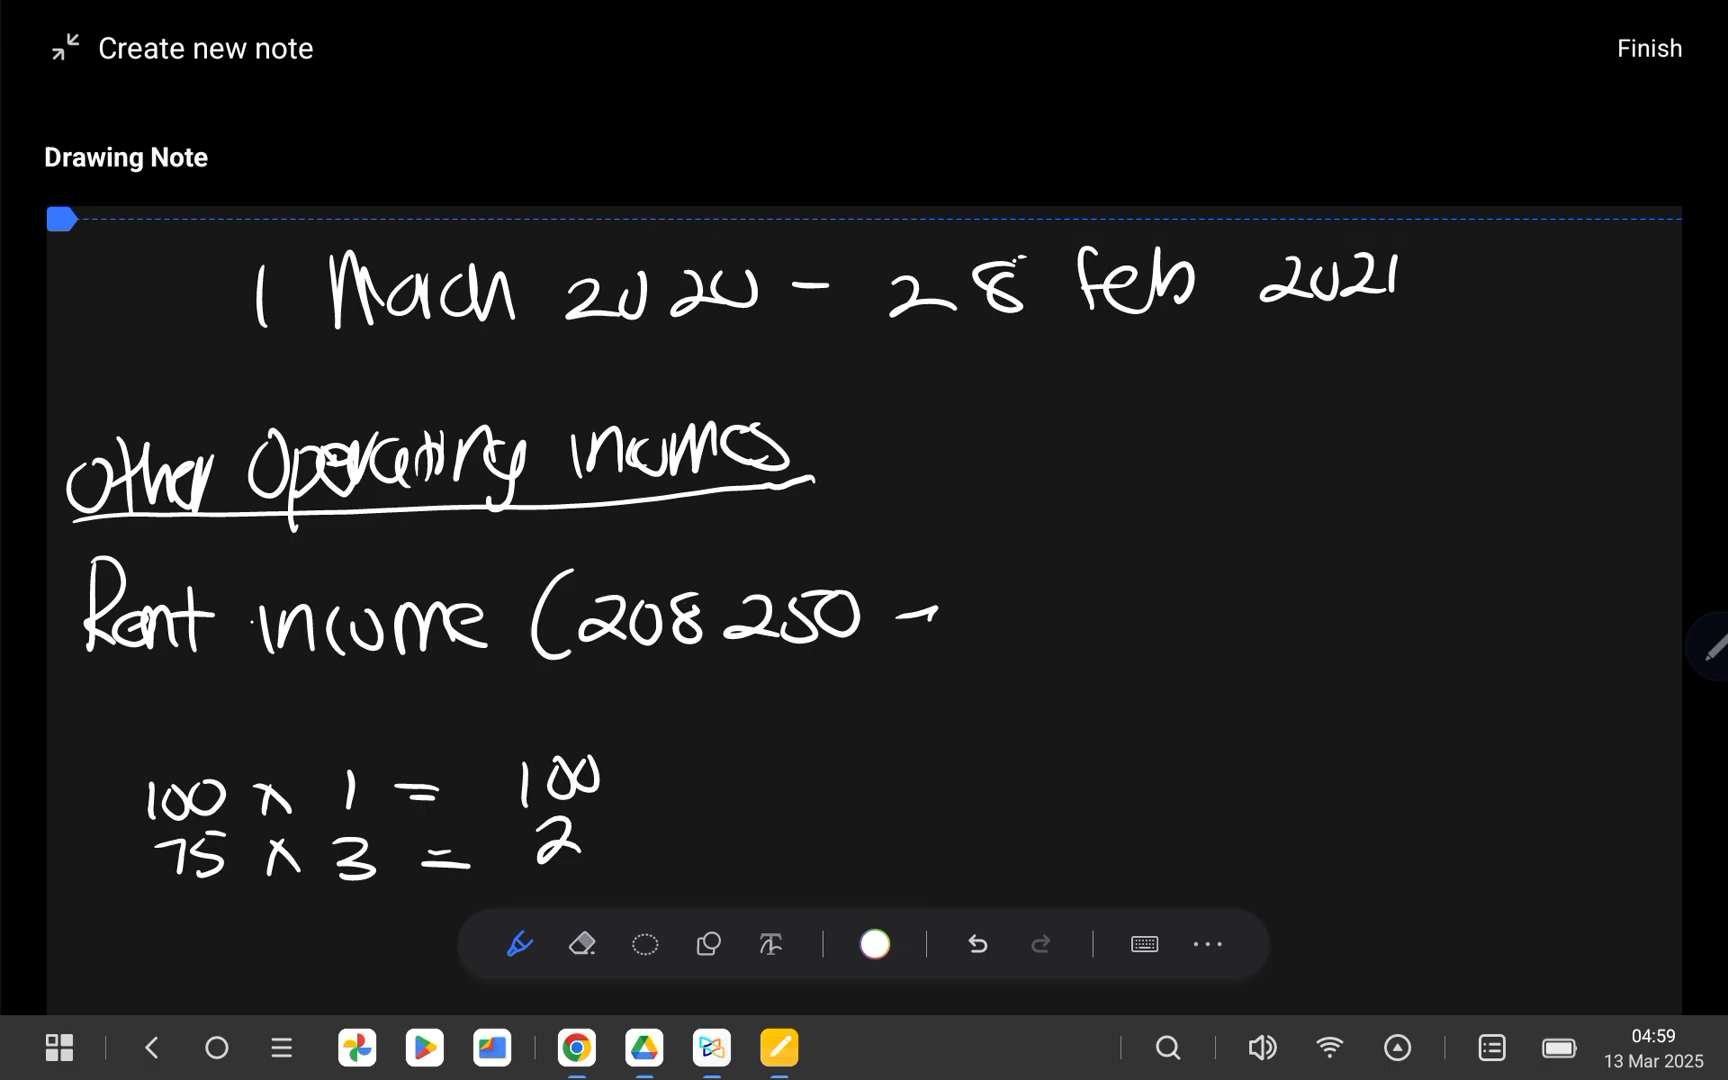 Create new note
Finish
Drawing Note
1 Mach 2020 - 28 Feb 2021
Other Operating incomes
Rent income (208 250 -
100 x 1 = 100
75 x 3 = 2
04:59
13 Mar 2025